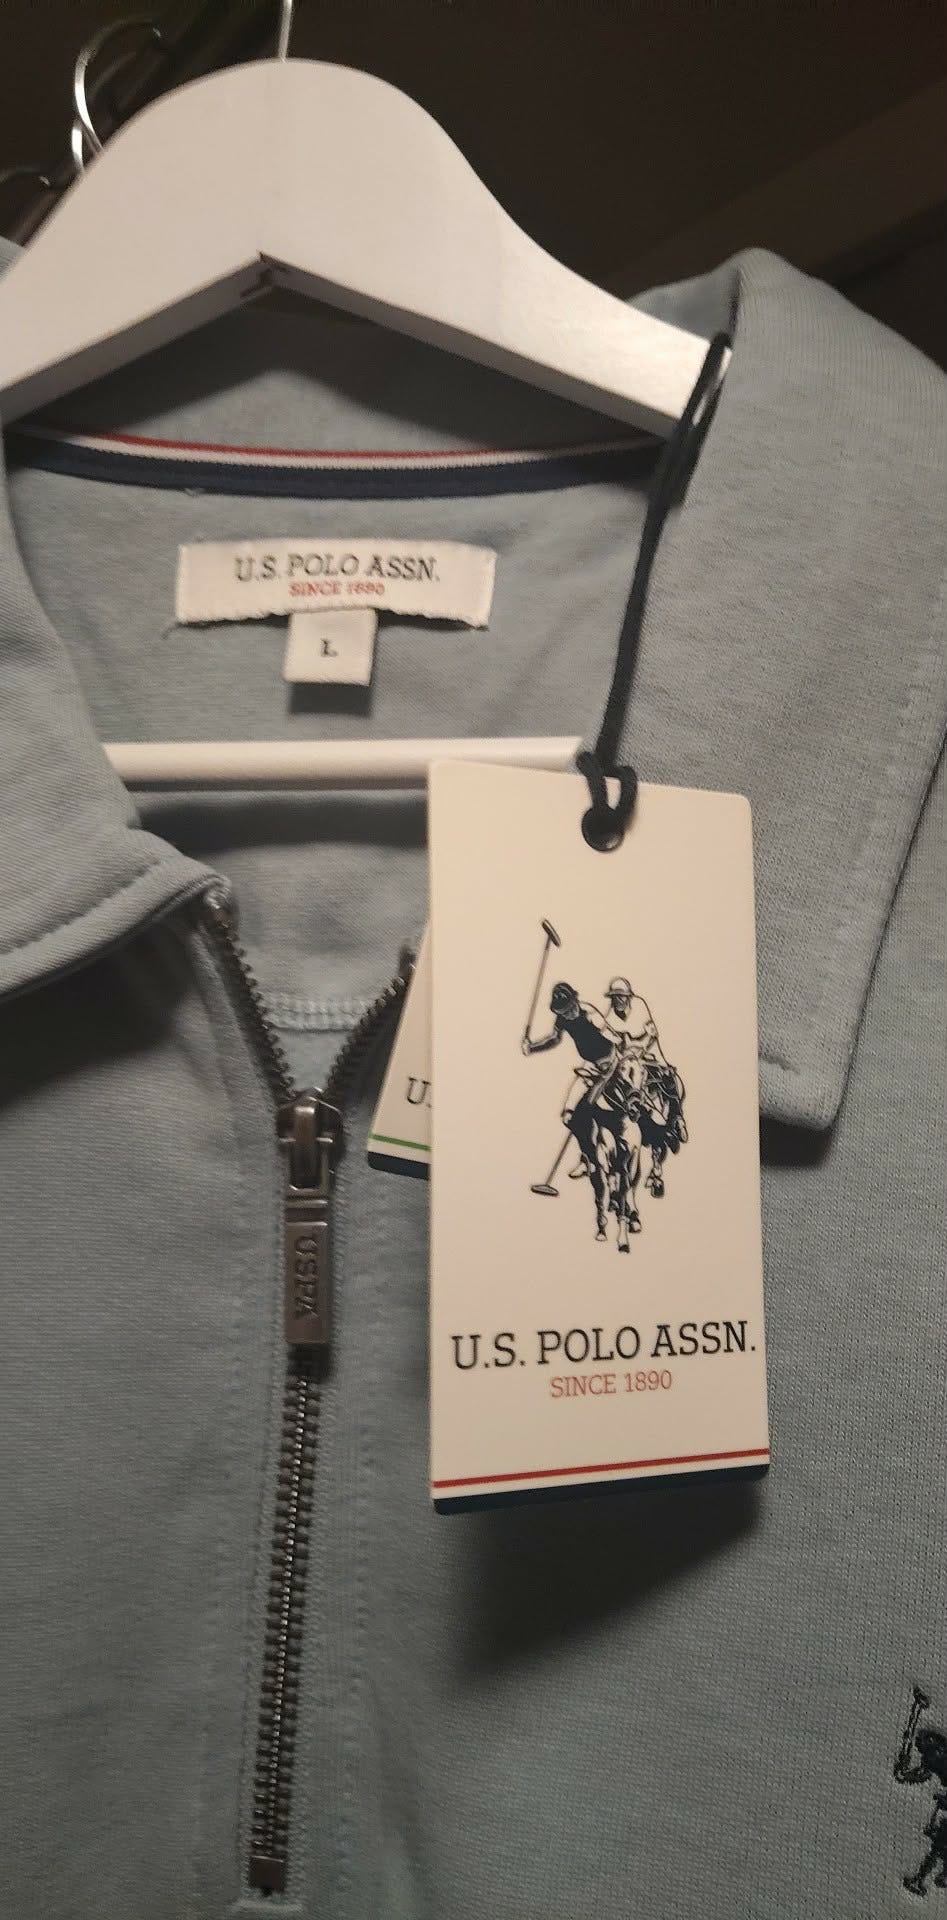 U.S. POLO ASSN.
SINCE 1890
L
U.
USPA
U.S. POLO ASSN.
SINCE 1890